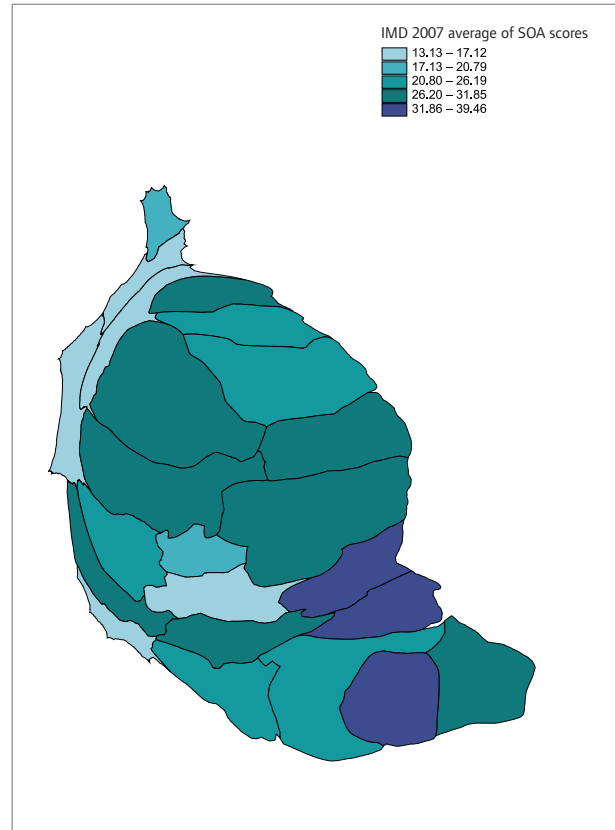 IMD 2007 average of SOA scores
13.13 – 17.12
17.13 – 20.79
20.80 – 26.19
26.20 – 31.85
31.86 – 39.46